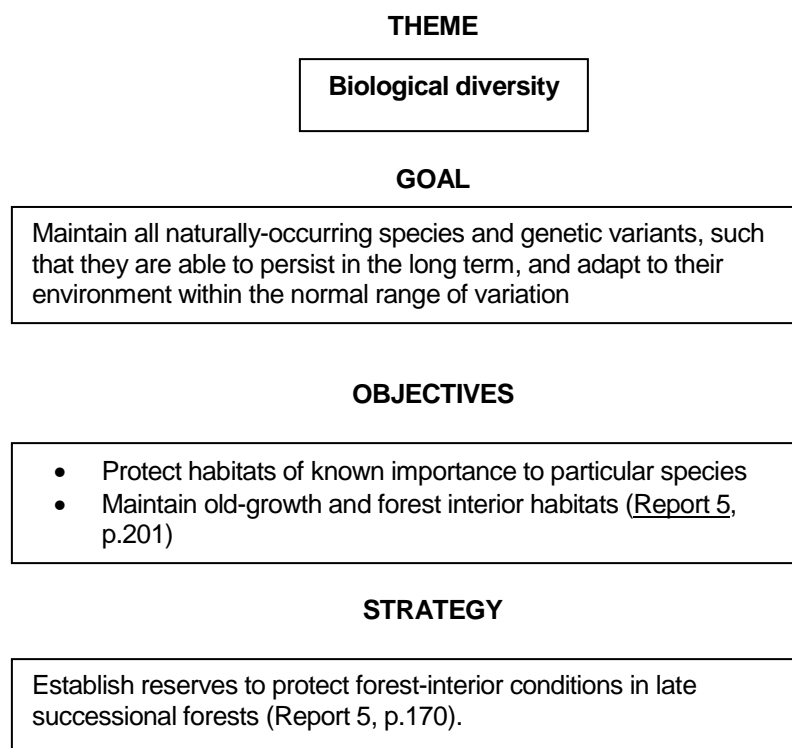 THEME
Biological diversity
GOAL
Maintain all naturally-occurring species and genetic variants, such
that they are able to persist in the long term, and adapt to their
environment within the normal range of variation
OBJECTIVES
• Protect habitats of known importance to particular species
• Maintain old-growth and forest interior habitats (Report 5,
p.201)
STRATEGY
Establish reserves to protect forest-interior conditions in late
successional forests (Report 5, p.170).